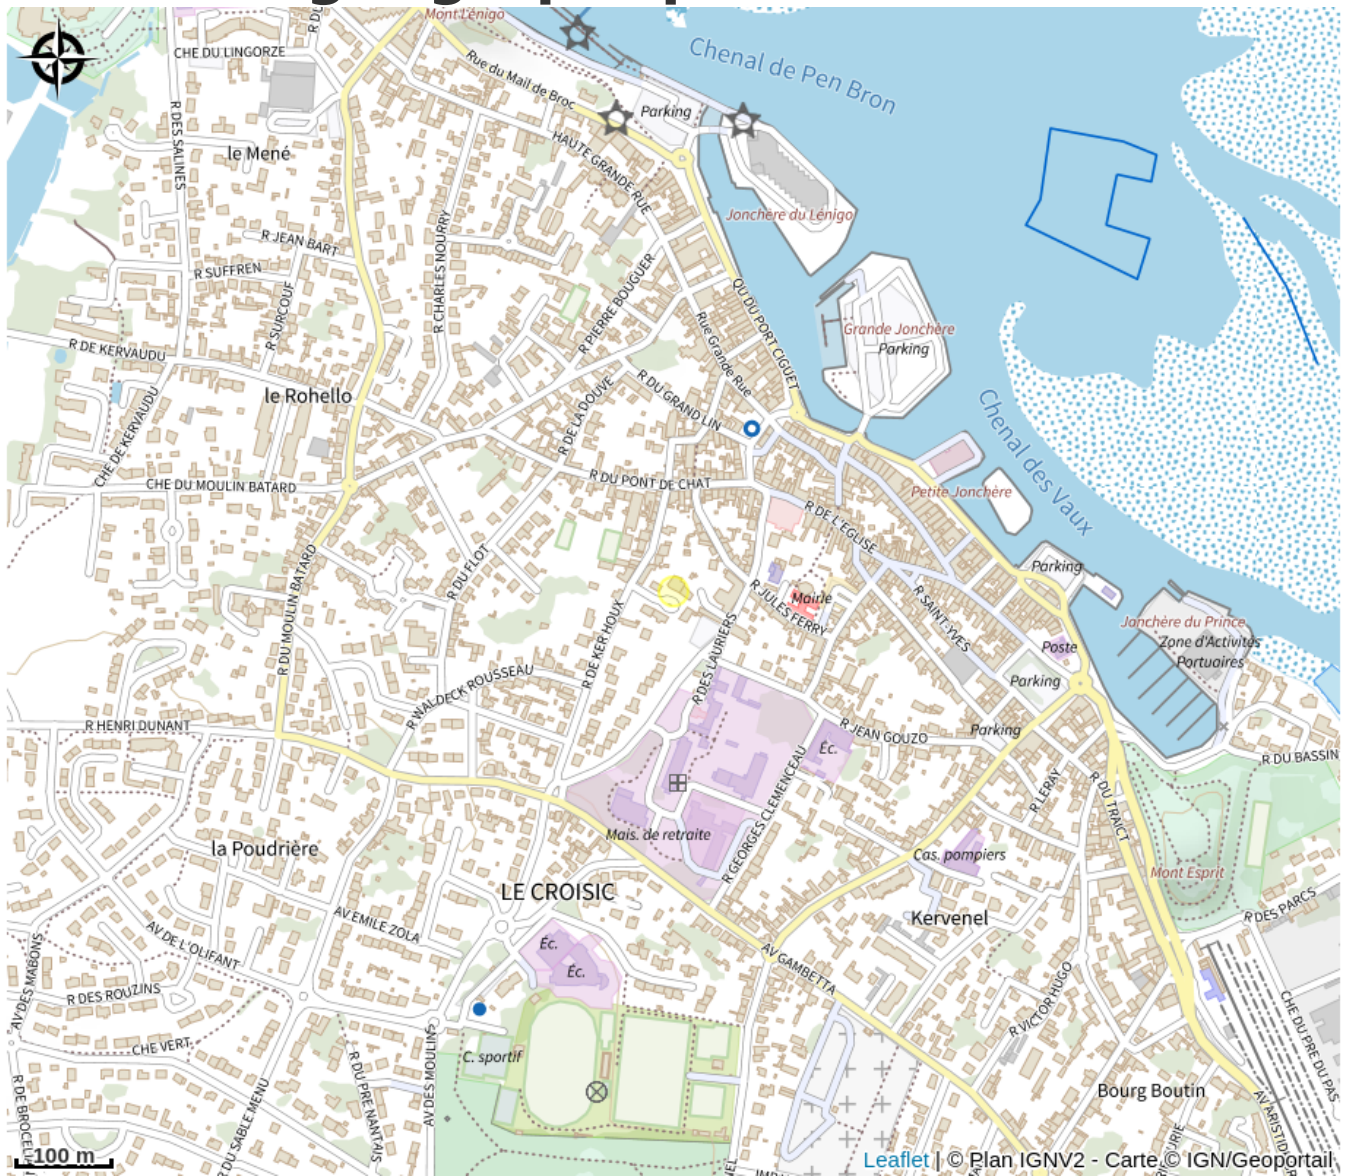 Mont Lénigo
CHE DU LINGORZE
Rue du Mail de Broc
Chenal de Pen Bron
Parking
R DES SALINES
le Mené
HAUTE GRANDE RUE
Jonchère du Lénigo
R JEAN BART
R CHARLES NOURRY
R SUFFREN
R PIERRE BOUGUER
QU DU PORT CIGUET
R SURCOUF
Rue Grande Rue
Grande Jonchère
Parking
R DE KERVAUDU
le Rohello
R DU GRAND LIN
R DE LA DOUVE
CHE DE KERVAUDU
Chenal des Vaux
CHE DU MOULIN BATARD
R DU PONT DE CHAT
Petite Jonchère
R DE L'EGLISE
R DU FLOT
Parking
R DU MOULIN BATARD
Mairie
R JULES FERRY
R SAINT-YVES
Jonchère du Prince
Zone d'Activités
Portuaires
R DE KER HOUX
R DES LAURIERS
Poste
Parking
R WALDECK ROUSSEAU
R HENRI DUNANT
R JEAN GOUZO
Parking
Éc.
R DU BASSIN
R LERAY
R DU TRAICT
R GEORGES CLEMENCEAU
Mais. de retraite
la Poudrière
Cas. pompiers
Mont Esprit
LE CROISIC
Kervenel
R DES PARCS
AV EMILE ZOLA
AV DE L'OLIFANT
Éc.
Éc.
AV GAMBETTA
AV DES MABONS
R DES ROUZINS
R VICTOR HUGO
CHE DU PRE DU PAS
CHE VERT
C. sportif
AV DES MOULINS
R DU PRE NANTAIS
R DU SABLE MENU
Bourg Boutin
100 m
Leaflet | © Plan IGNV2 - Carte © IGN/Geoportail